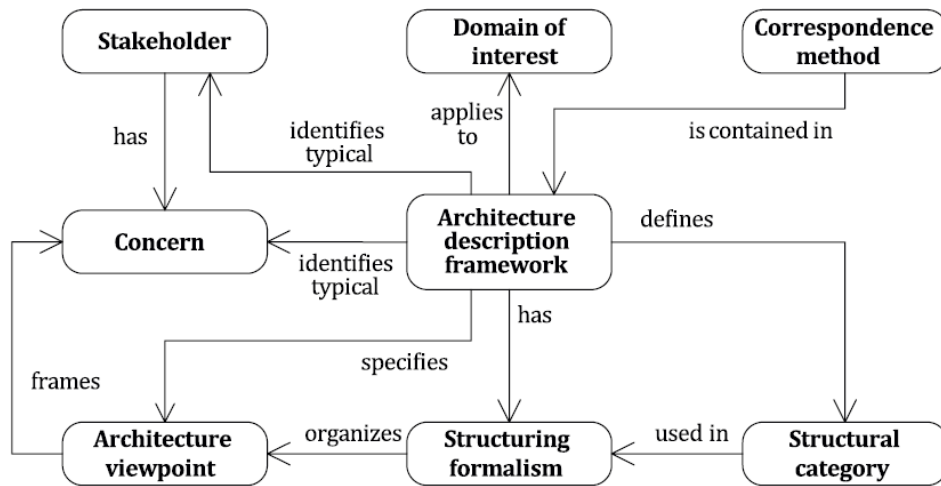 Stakeholder
Domain of
interest
Correspondence
method
has
identifies
typical
applies
to
is contained in
Concern
Architecture
description
framework
defines
identifies
typical
has
specifies
frames
Architecture
viewpoint
organizes
Structuring
formalism
used in
Structural
category